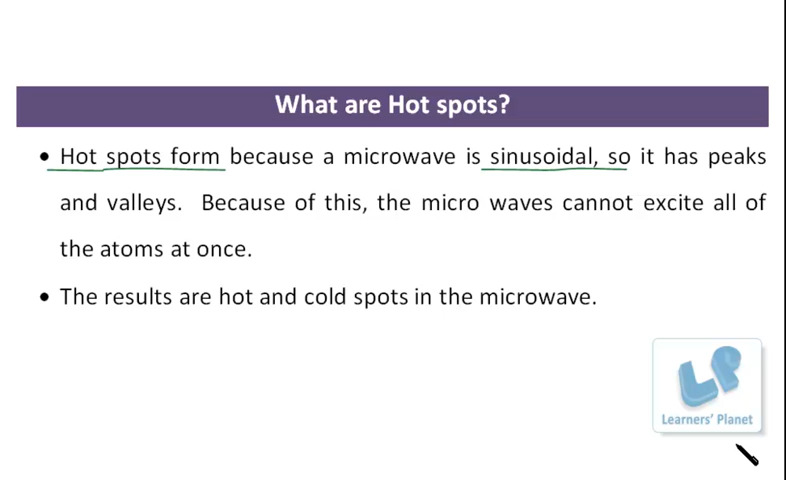 What are Hot spots?
• Hot spots form because a microwave is sinusoidal, so it has peaks
and valleys. Because of this, the micro waves cannot excite all of
the atoms at once.
• The results are hot and cold spots in the microwave.
LP
Learners' Planet